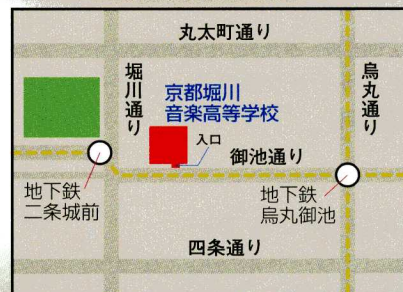 丸太町通り
堀川通り
烏丸通り
京都堀川
音楽高等学校
入口
御池通り
地下鉄
二条城前
地下鉄
烏丸御池
四条通り